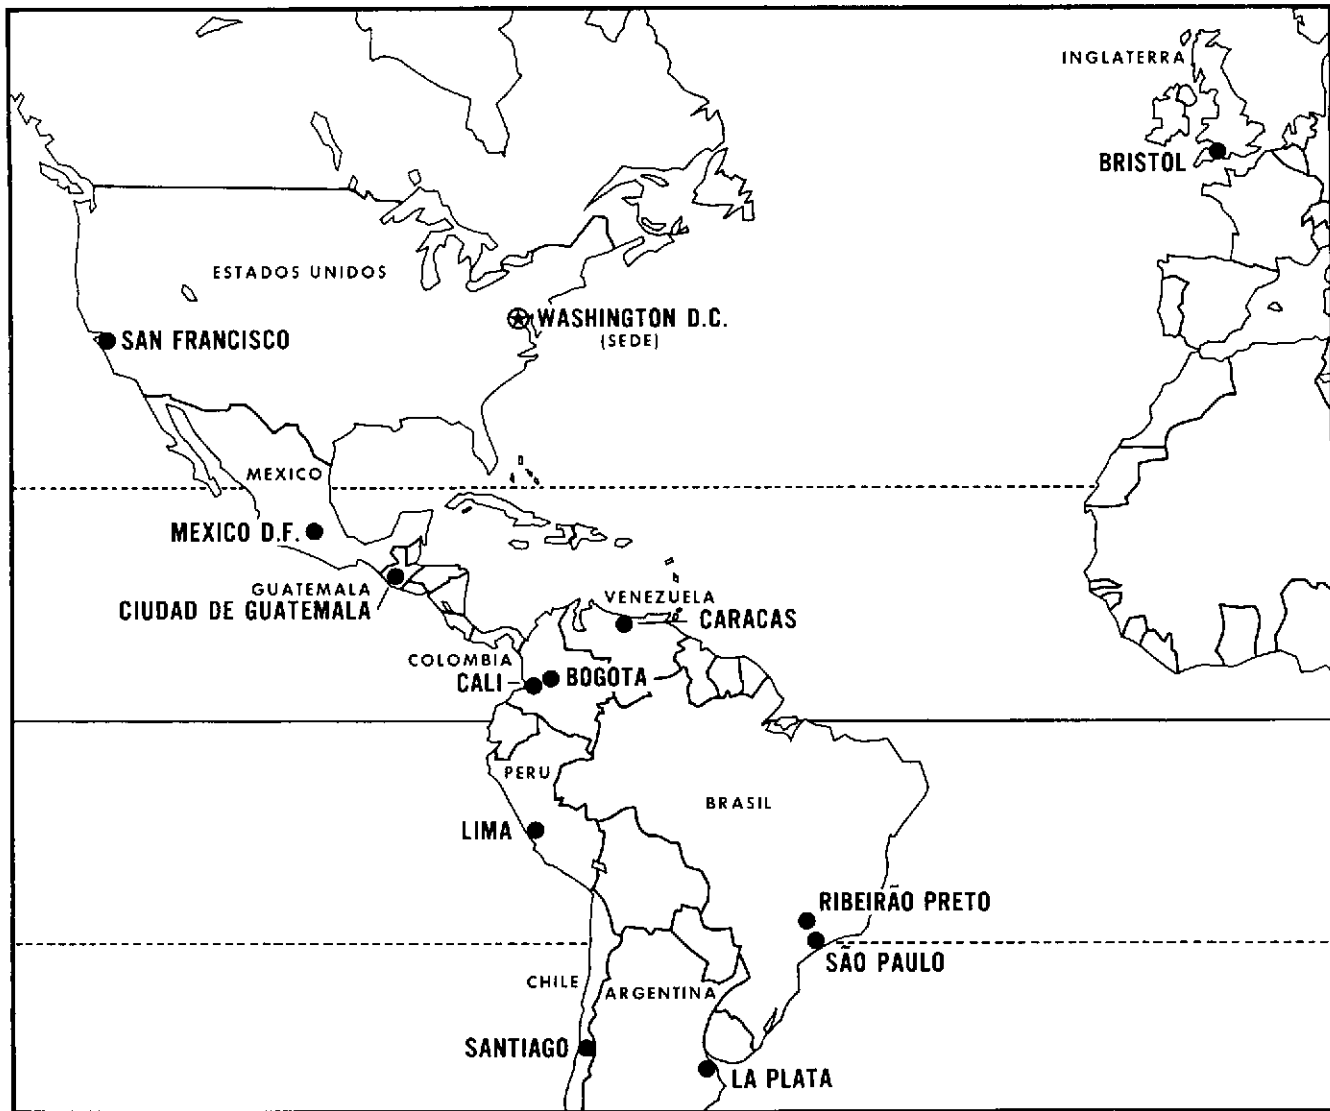 INGLATERRA
BRISTOL
ESTADOS UNIDOS
WASHINGTON D.C.
(SEDE)
SAN FRANCISCO
MEXICO
MEXICO D.F.
GUATEMALA
CIUDAD DE GUATEMALA
VENEZUELA
CARACAS
COLOMBIA
CALI
BOGOTA
PERU
BRASIL
LIMA
RIBEIRÃO PRETO
SÃO PAULO
CHILE
ARGENTINA
SANTIAGO
LA PLATA